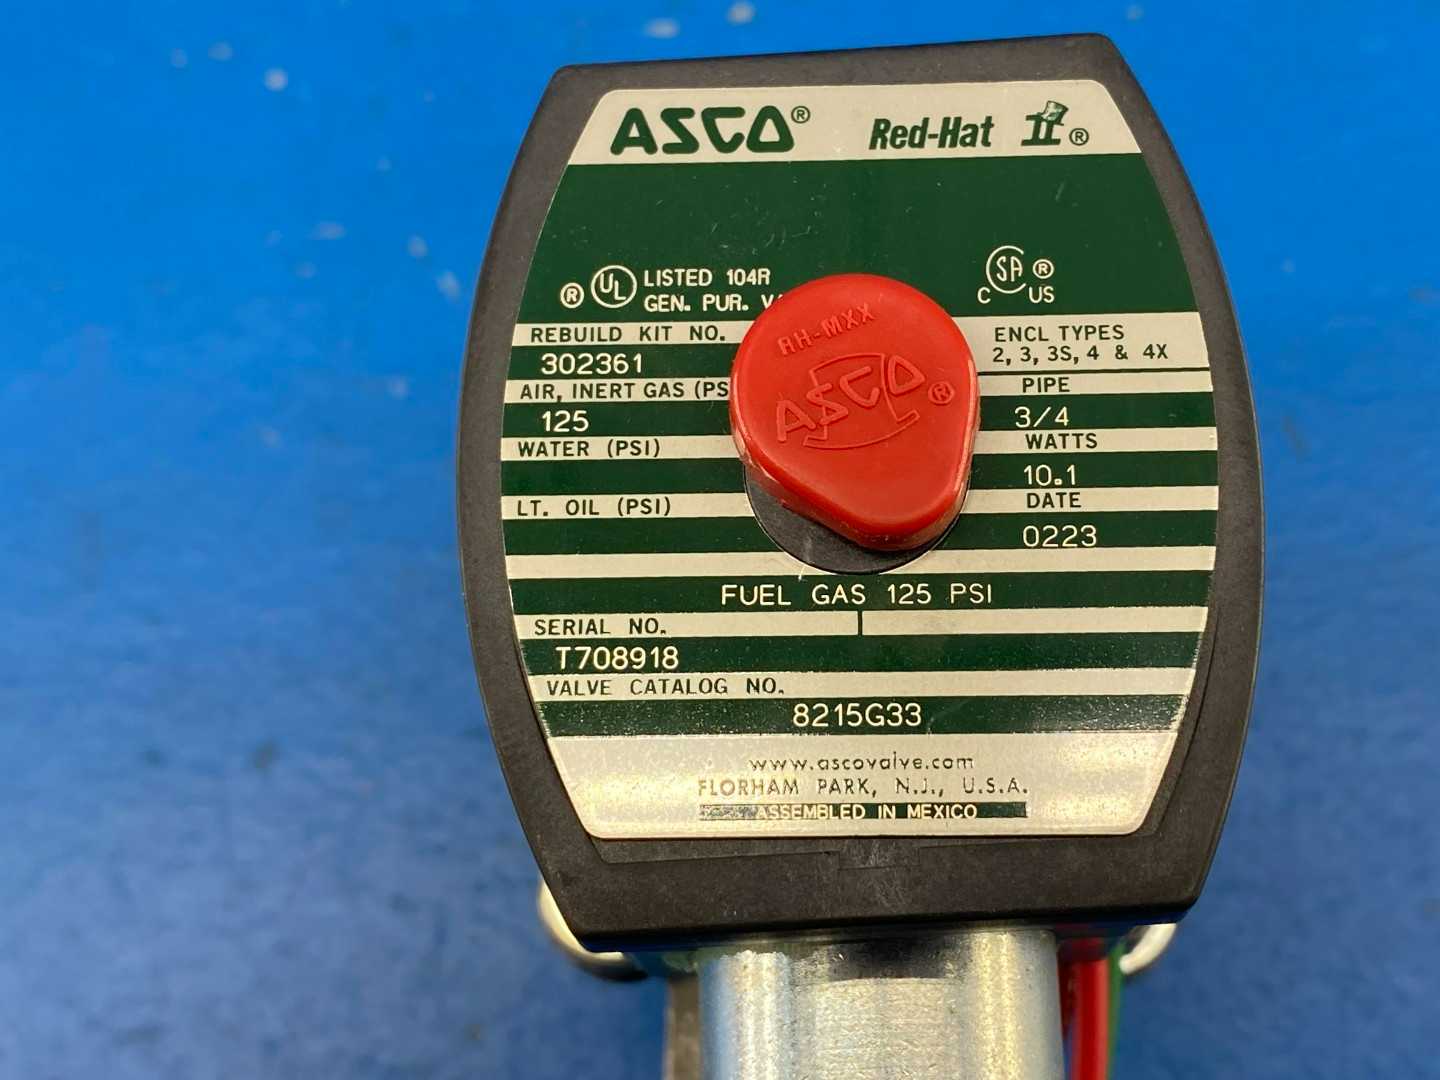 ASCO® Red-Hat II®
® UL LISTED 104R
GEN. PUR.
C SA ® US
REBUILD KIT NO.
302361
AIR, INERT GAS
125
WATER (PSI)
LT. OIL (PSI)
RH-MXX
ASCO ®
ENCL TYPES
2, 3, 3S, 4 & 4X
PIPE
3/4
WATTS
10.1
DATE
0223
FUEL GAS 125 PSI
SERIAL NO.
T708918
VALVE CATALOG NO.
8215G33
www.ascovalve.com
FLORHAM PARK, N.J., U.S.A.
ASSEMBLED IN MEXICO